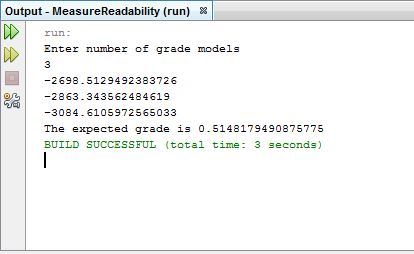 Output - MeasureReadability (run)
run:
Enter number of grade models
3
-2698.5129492383726
-2863.343562484619
-3084.6105972565033
The expected grade is 0.5148179490875775
BUILD SUCCESSFUL (total time: 3 seconds)